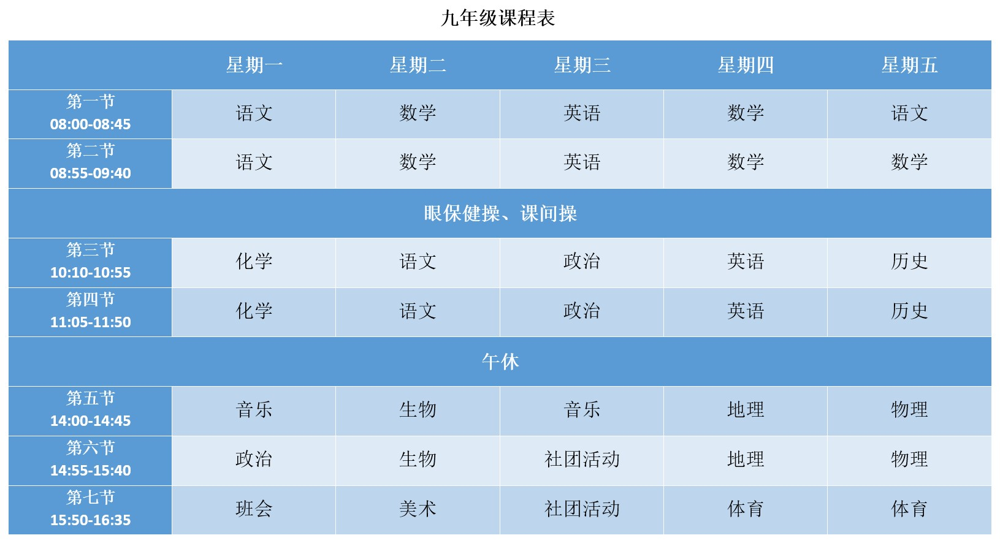 九年级课程表
星期一 星期二 星期三 星期四 星期五
第一节
08:00-08:45
语文 数学 英语 数学 语文
第二节
08:55-09:40
语文 数学 英语 数学 数学
眼保健操、课间操
第三节
10:10-10:55
化学 语文 政治 英语 历史
第四节
11:05-11:50
化学 语文 政治 英语 历史
午休
第五节
14:00-14:45
音乐 生物 音乐 地理 物理
第六节
14:55-15:40
政治 生物 社团活动 地理 物理
第七节
15:50-16:35
班会 美术 社团活动 体育 体育